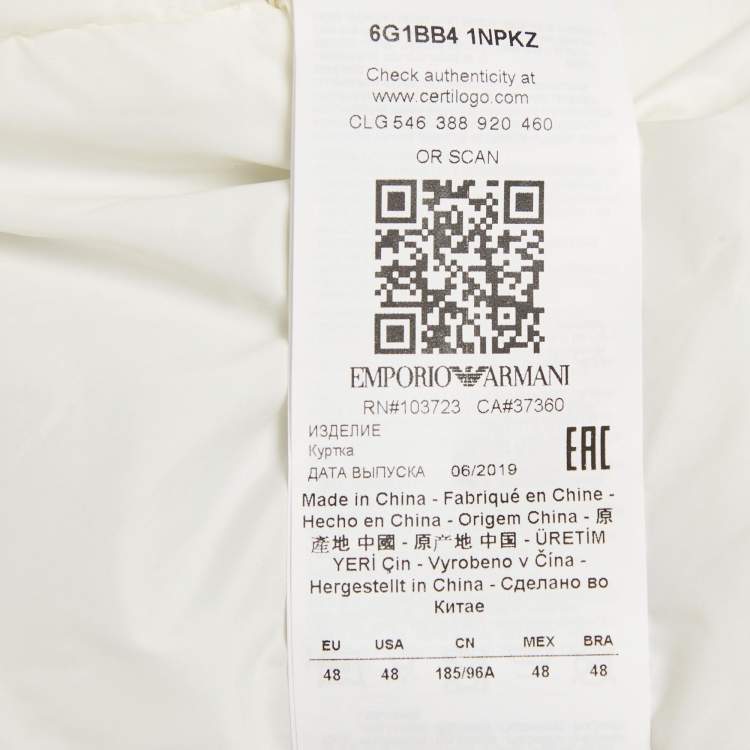 6G1BB4 1NPKZ
Check authenticity at
www.certilogo.com
CLG 546 388 920 460
OR SCAN
EMPORIO ARMANI
RN#103723 CA#37360
ИЗДЕЛИЕ
Куртка
ДАТА ВЫПУСКА 06/2019
EAC
Made in China - Fabriqué en Chine -
Hecho en China - Origem China - 原
產地 中國 - 原产地 中国 - ÜRETİM
YERİ Çin - Vyrobeno v Čína -
Hergestellt in China - Сделано во
Китае
EU USA CN MEX BRA
48 48 185/96A 48 48